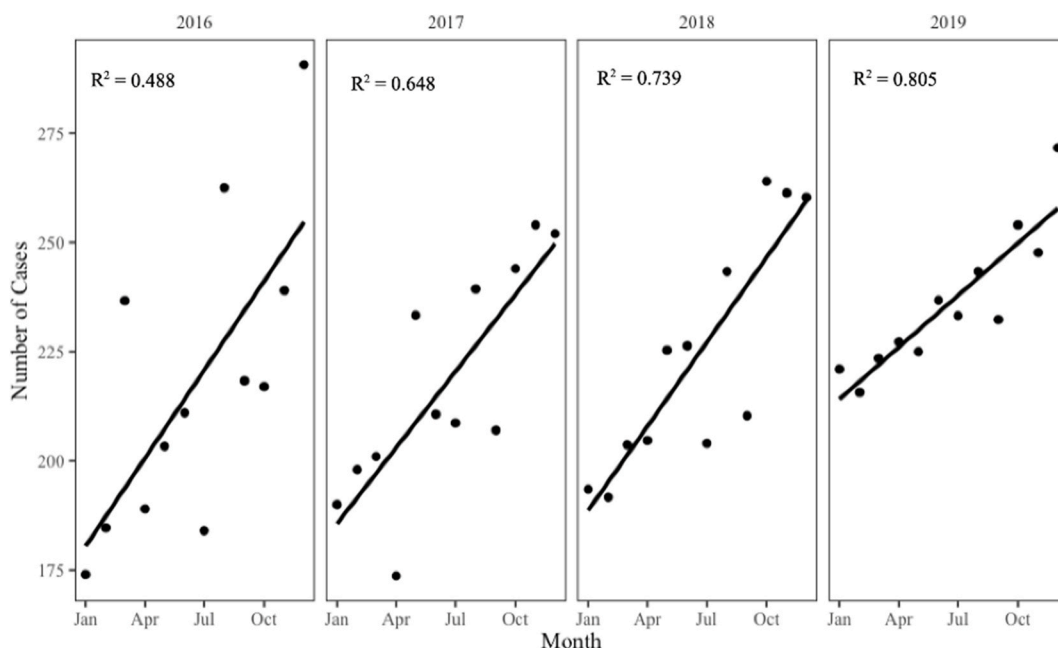 2016 2017 2018 2019
R² = 0.488 R² = 0.648 R² = 0.739 R² = 0.805
275
250
225
200
175
Number of Cases
Jan Apr Jul Oct Jan Apr Jul Oct Jan Apr Jul Oct Jan Apr Jul Oct
Month